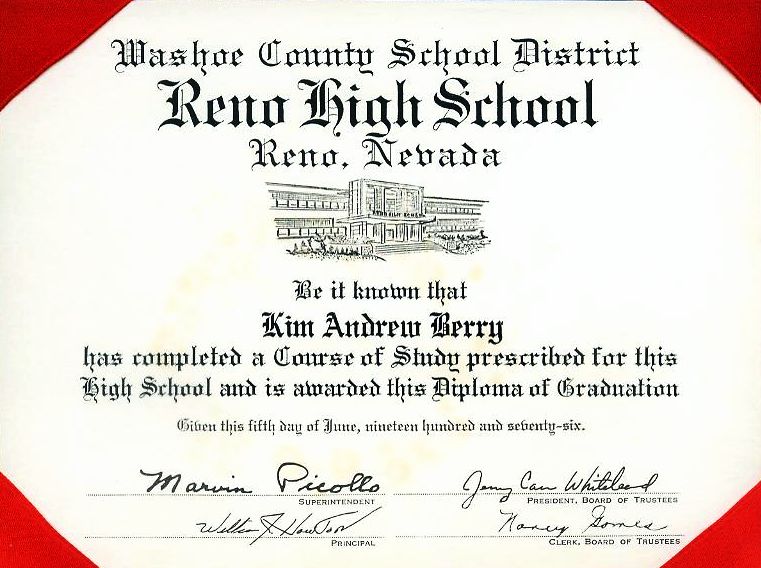 Washoe County School District
Reno High School
Reno, Nevada
RENO HIGH SCHOOL
Be it known that
Kim Andrew Berry
has completed a Course of Study prescribed for this
High School and is awarded this Diploma of Graduation
Given this fifth day of June, nineteen hundred and seventy-six.
Marvin Picollo
SUPERINTENDENT
PRESIDENT, BOARD OF TRUSTEES
PRINCIPAL
Nancy Gomes
CLERK, BOARD OF TRUSTEES